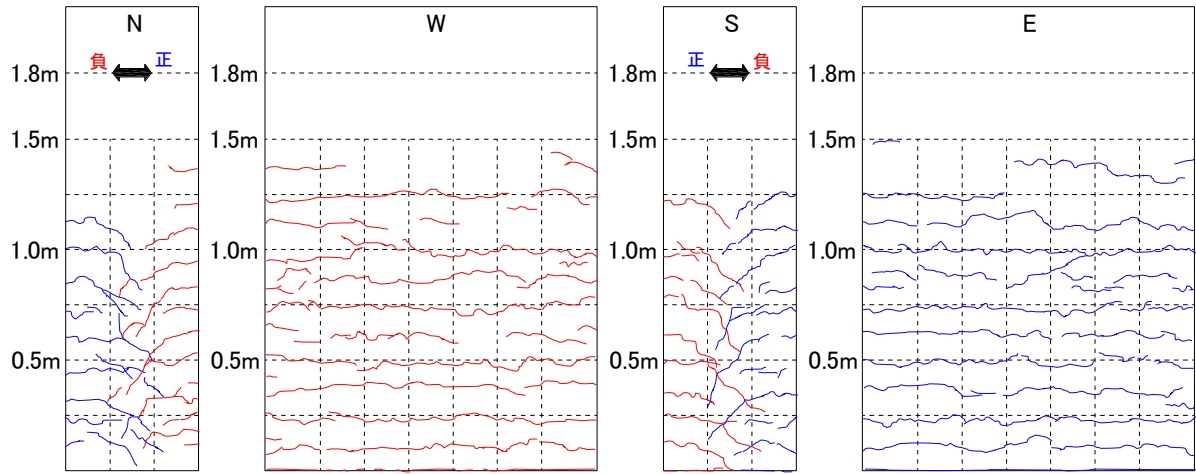 N W S E
負 正 正 負
1.8m 1.8m 1.8m 1.8m
1.5m 1.5m 1.5m 1.5m
1.0m 1.0m 1.0m 1.0m
0.5m 0.5m 0.5m 0.5m